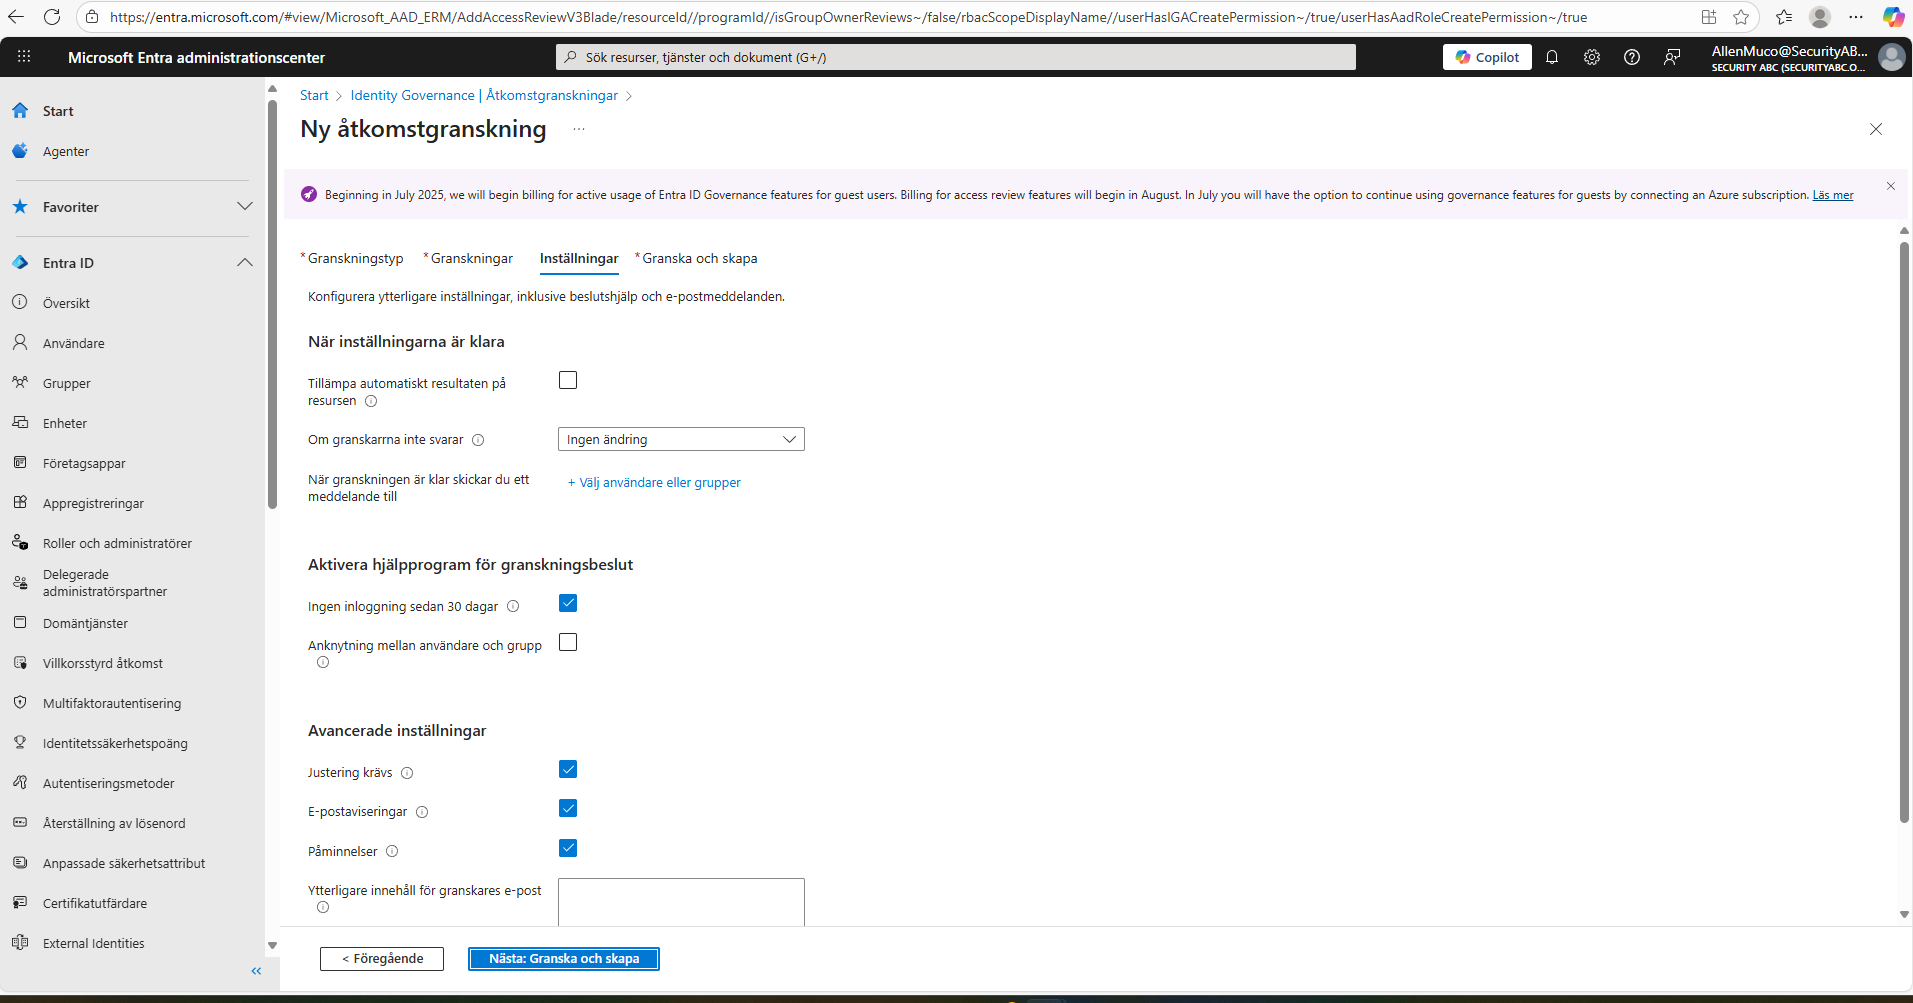 https://entra.microsoft.com/#view/Microsoft_AAD_ERM/AddAccessReviewV3Blade/resourceId//programId//isGroupOwnerReviews~/false/rbacScopeDisplayName//userHasIGACreatePermission~/true/userHasAadRoleCreatePermission~/true
Microsoft Entra administrationscenter
Sök resurser, tjänster och dokument (G+/)
Copilot
AllenMuco@SecurityAB...
SECURITY ABC (SECURITYABC.O...
Start
Agenter
Favoriter
Entra ID
Översikt
Användare
Grupper
Enheter
Företagsappar
Appregistreringar
Roller och administratörer
Delegerade
administratörspartner
Domäntjänster
Villkorsstyrd åtkomst
Multifaktorautentisering
Identitetssäkerhetspoäng
Autentiseringsmetoder
Återställning av lösenord
Anpassade säkerhetsattribut
Certifikatutfärdare
External Identities
Start > Identity Governance | Åtkomstgranskningar >
Ny åtkomstgranskning ...
Beginning in July 2025, we will begin billing for active usage of Entra ID Governance features for guest users. Billing for access review features will begin in August. In July you will have the option to continue using governance features for guests by connecting an Azure subscription. Läs mer
* Granskningstyp * Granskningar Inställningar * Granska och skapa
Konfigurera ytterligare inställningar, inklusive beslutshjälp och e-postmeddelanden.
När inställningarna är klara
Tillämpa automatiskt resultaten på
resursen
Om granskarrna inte svarar
Ingen ändring
När granskningen är klar skickar du ett
meddelande till
+ Välj användare eller grupper
Aktivera hjälpprogram för granskningsbeslut
Ingen inloggning sedan 30 dagar
Anknytning mellan användare och grupp
Avancerade inställningar
Justering krävs
E-postaviseringar
Påminnelser
Ytterligare innehåll för granskares e-post
< Föregående
Nästa: Granska och skapa